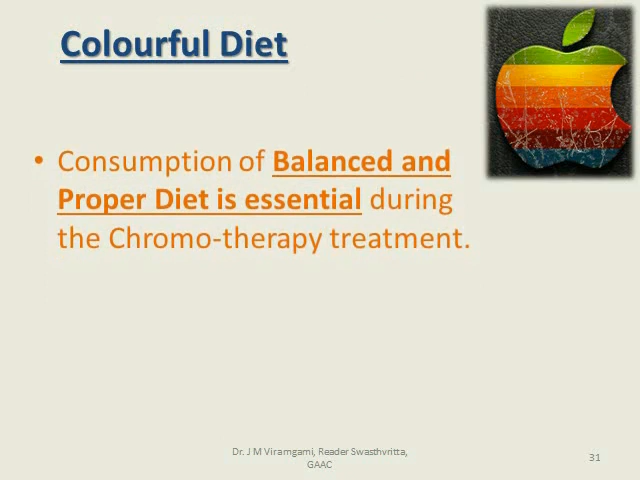 Colourful Diet
• Consumption of Balanced and
Proper Diet is essential during
the Chromo-therapy treatment.
Dr. J M Viramgami, Reader Swasthvritta,
GAAC
31